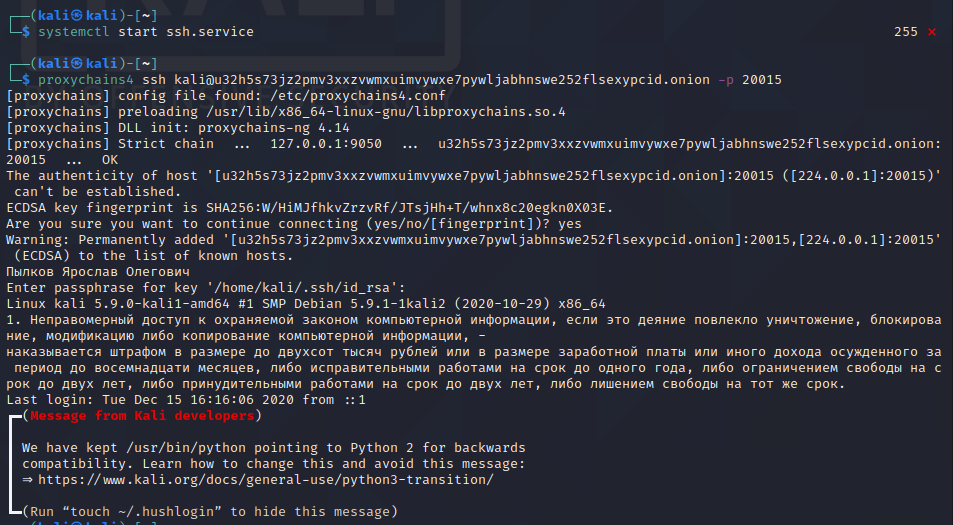 ┌──(kali㉿kali)-[~]
└─$ systemctl start ssh.service 255 ⨯
┌──(kali㉿kali)-[~]
└─$ proxychains4 ssh kali@u32h5s73jz2pmv3xxzvwmxuimvywxe7pywljabhnswe252flsexypcid.onion -p 20015
[proxychains] config file found: /etc/proxychains4.conf
[proxychains] preloading /usr/lib/x86_64-linux-gnu/libproxychains.so.4
[proxychains] DLL init: proxychains-ng 4.14
[proxychains] Strict chain ... 127.0.0.1:9050 ... u32h5s73jz2pmv3xxzvwmxuimvywxe7pywljabhnswe252flsexypcid.onion:
20015 ... OK
The authenticity of host '[u32h5s73jz2pmv3xxzvwmxuimvywxe7pywljabhnswe252flsexypcid.onion]:20015 ([224.0.0.1]:20015)'
can't be established.
ECDSA key fingerprint is SHA256:W/HiMJfhkvZrzvRf/JTsjHh+T/whnx8c20egkn0X03E.
Are you sure you want to continue connecting (yes/no/[fingerprint])? yes
Warning: Permanently added '[u32h5s73jz2pmv3xxzvwmxuimvywxe7pywljabhnswe252flsexypcid.onion]:20015,[224.0.0.1]:20015'
(ECDSA) to the list of known hosts.
Пылков Ярослав Олегович
Enter passphrase for key '/home/kali/.ssh/id_rsa':
Linux kali 5.9.0-kali1-amd64 #1 SMP Debian 5.9.1-1kali2 (2020-10-29) x86_64
1. Неправомерный доступ к охраняемой законом компьютерной информации, если это деяние повлекло уничтожение, блокирова
ние, модификацию либо копирование компьютерной информации, -
наказывается штрафом в размере до двухсот тысяч рублей или в размере заработной платы или иного дохода осужденного за
период до восемнадцати месяцев, либо исправительными работами на срок до одного года, либо ограничением свободы на с
рок до двух лет, либо принудительными работами на срок до двух лет, либо лишением свободы на тот же срок.
Last login: Tue Dec 15 16:16:06 2020 from ::1
┏━(Message from Kali developers)
┃ We have kept /usr/bin/python pointing to Python 2 for backwards
┃ compatibility. Learn how to change this and avoid this message:
┃ ⇒ https://www.kali.org/docs/general-use/python3-transition/
┗━(Run “touch ~/.hushlogin” to hide this message)
┌──(kali㉿kali)-[~]